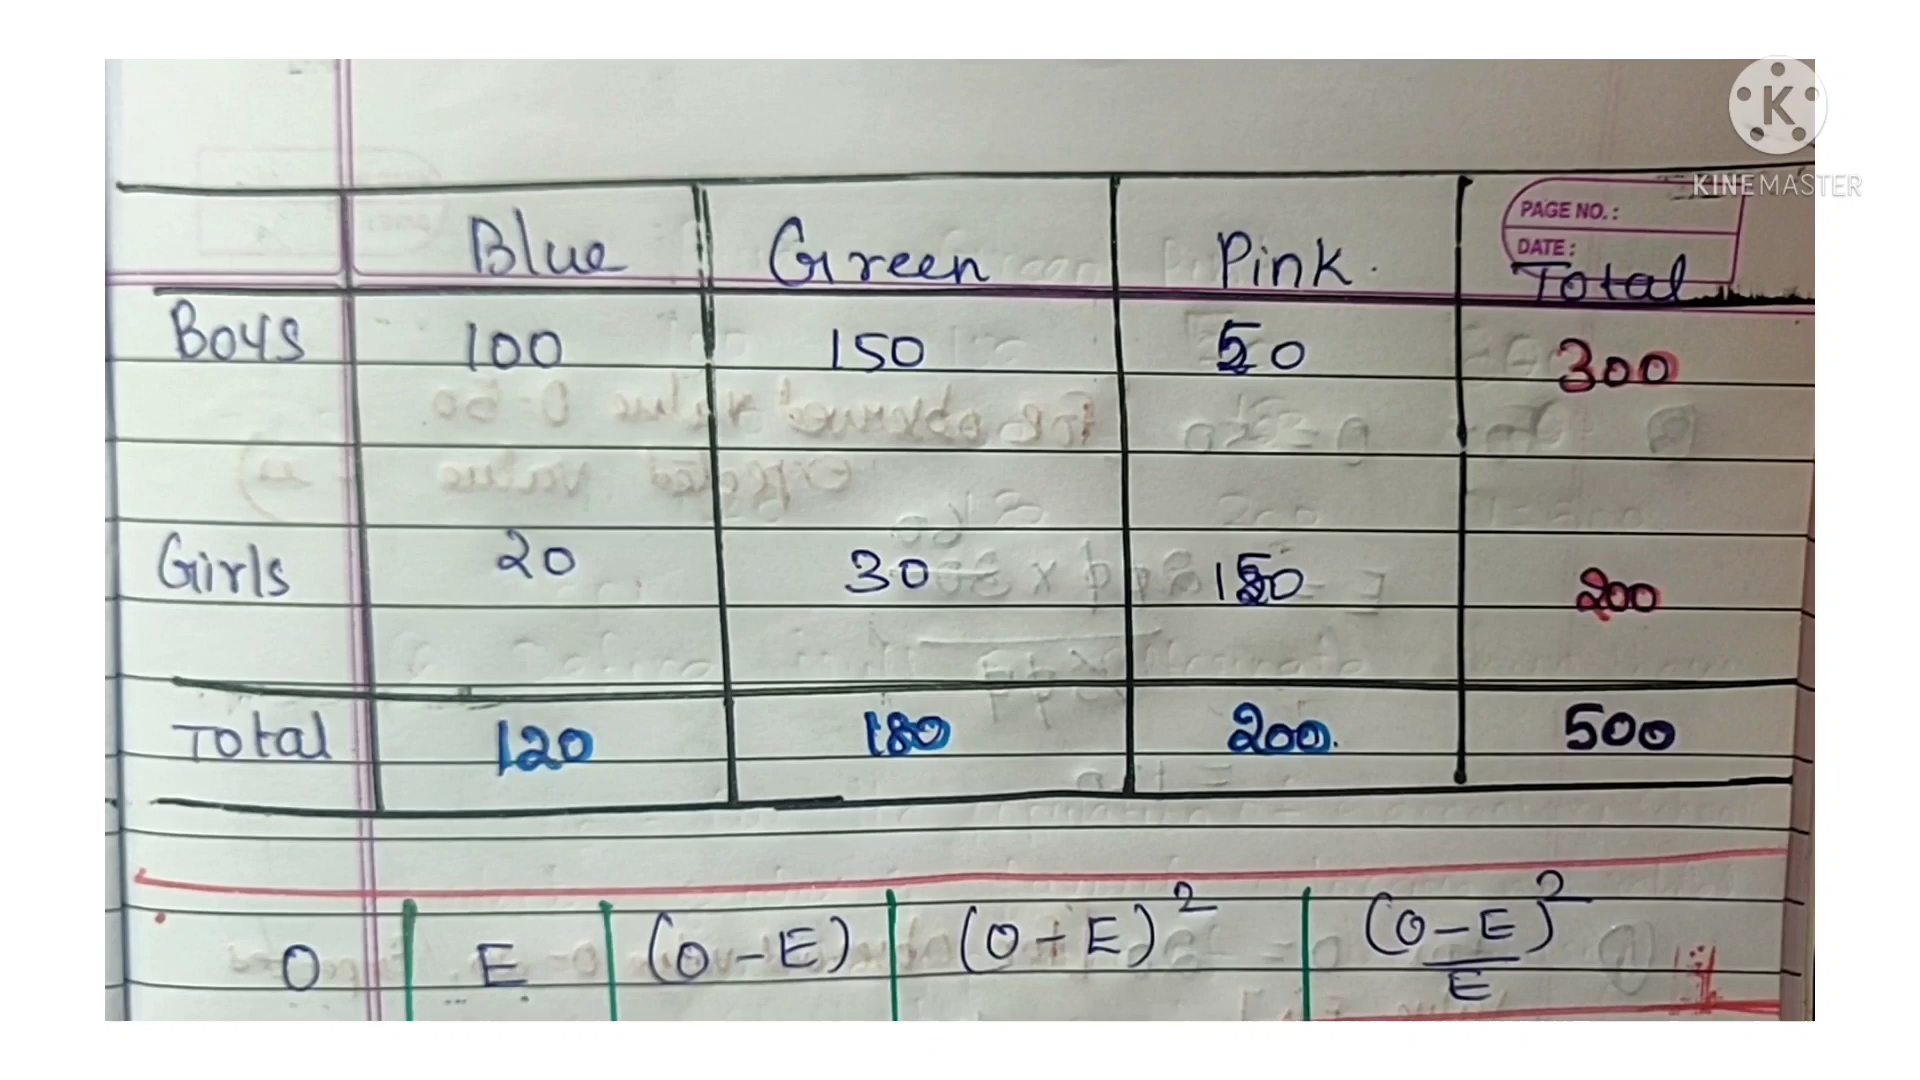 KINEMASTER
PAGE NO.:
DATE:
Blue Green Pink. Total
Boys 100 150 50 300
Girls 20 30 150 200
Total 120 180 200. 500
O E (O-E) (O-E)² (O-E)²/E